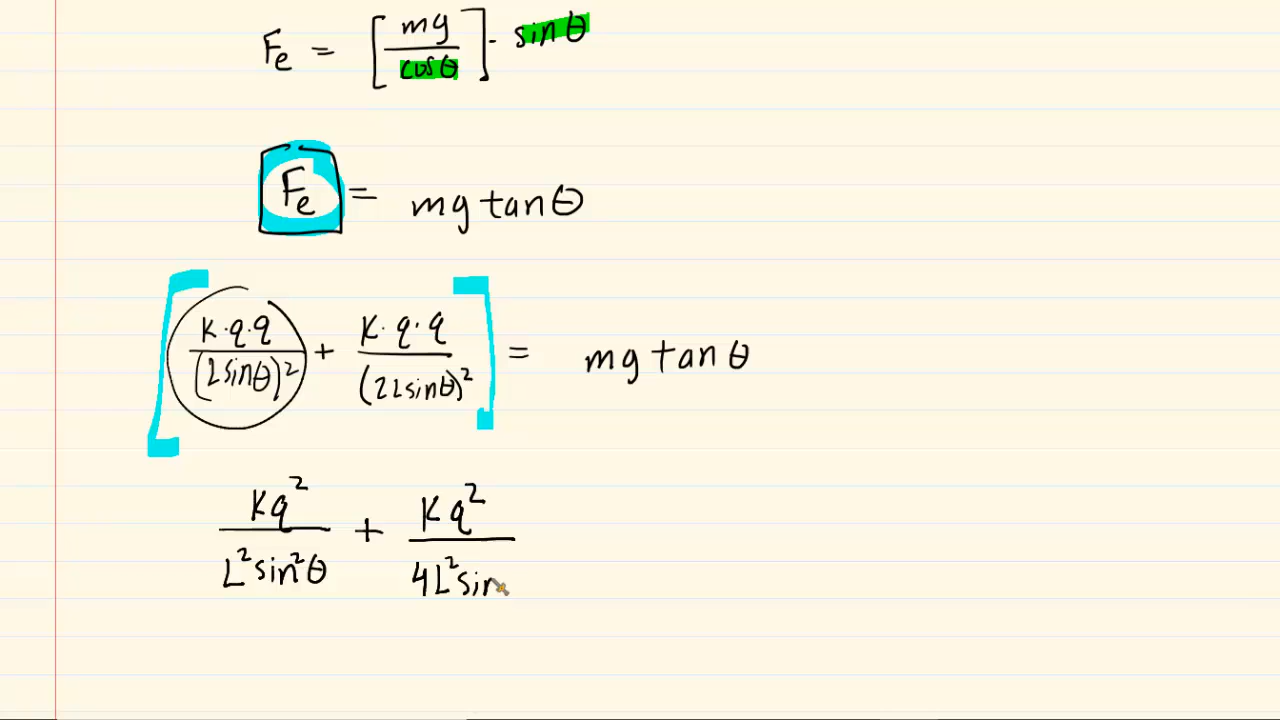 Fe = [mg/cosθ] · sinθ
Fe = mg tanθ
[K·q·q/(Lsinθ)² + K·q·q/(2Lsinθ)²] = mg tanθ
Kq²/L²sin²θ + Kq²/4L²sin